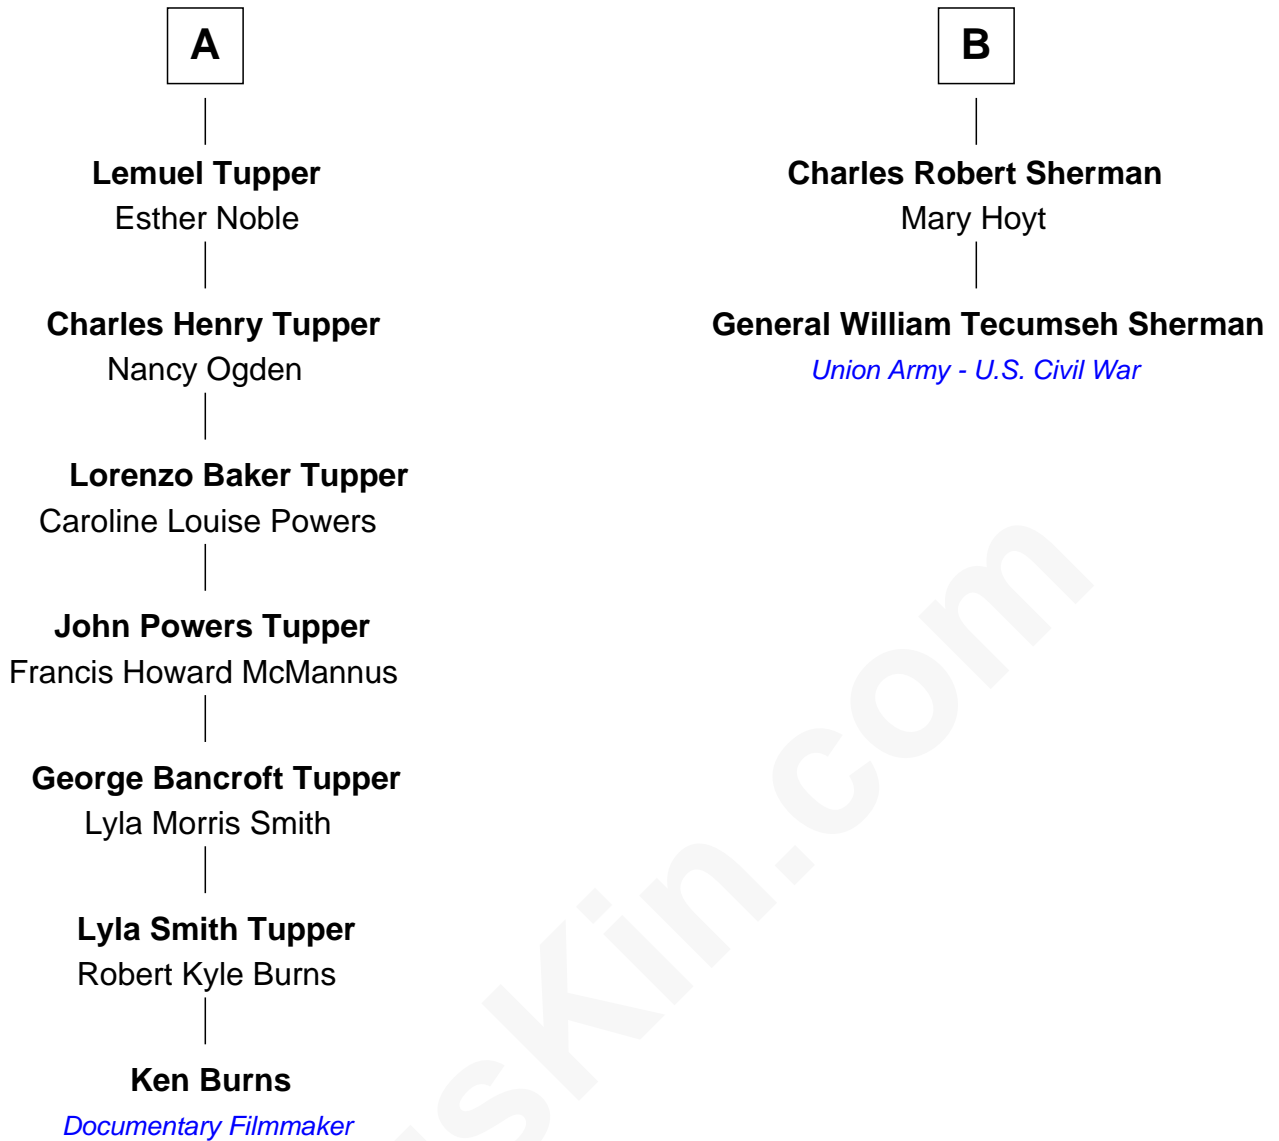 A
Lemuel Tupper
Esther Noble
Charles Henry Tupper
Nancy Ogden
Lorenzo Baker Tupper
Caroline Louise Powers
John Powers Tupper
Francis Howard McMannus
George Bancroft Tupper
Lyla Morris Smith
Lyla Smith Tupper
Robert Kyle Burns
Ken Burns
Documentary Filmmaker
B
Charles Robert Sherman
Mary Hoyt
General William Tecumseh Sherman
Union Army - U.S. Civil War
sKin.com